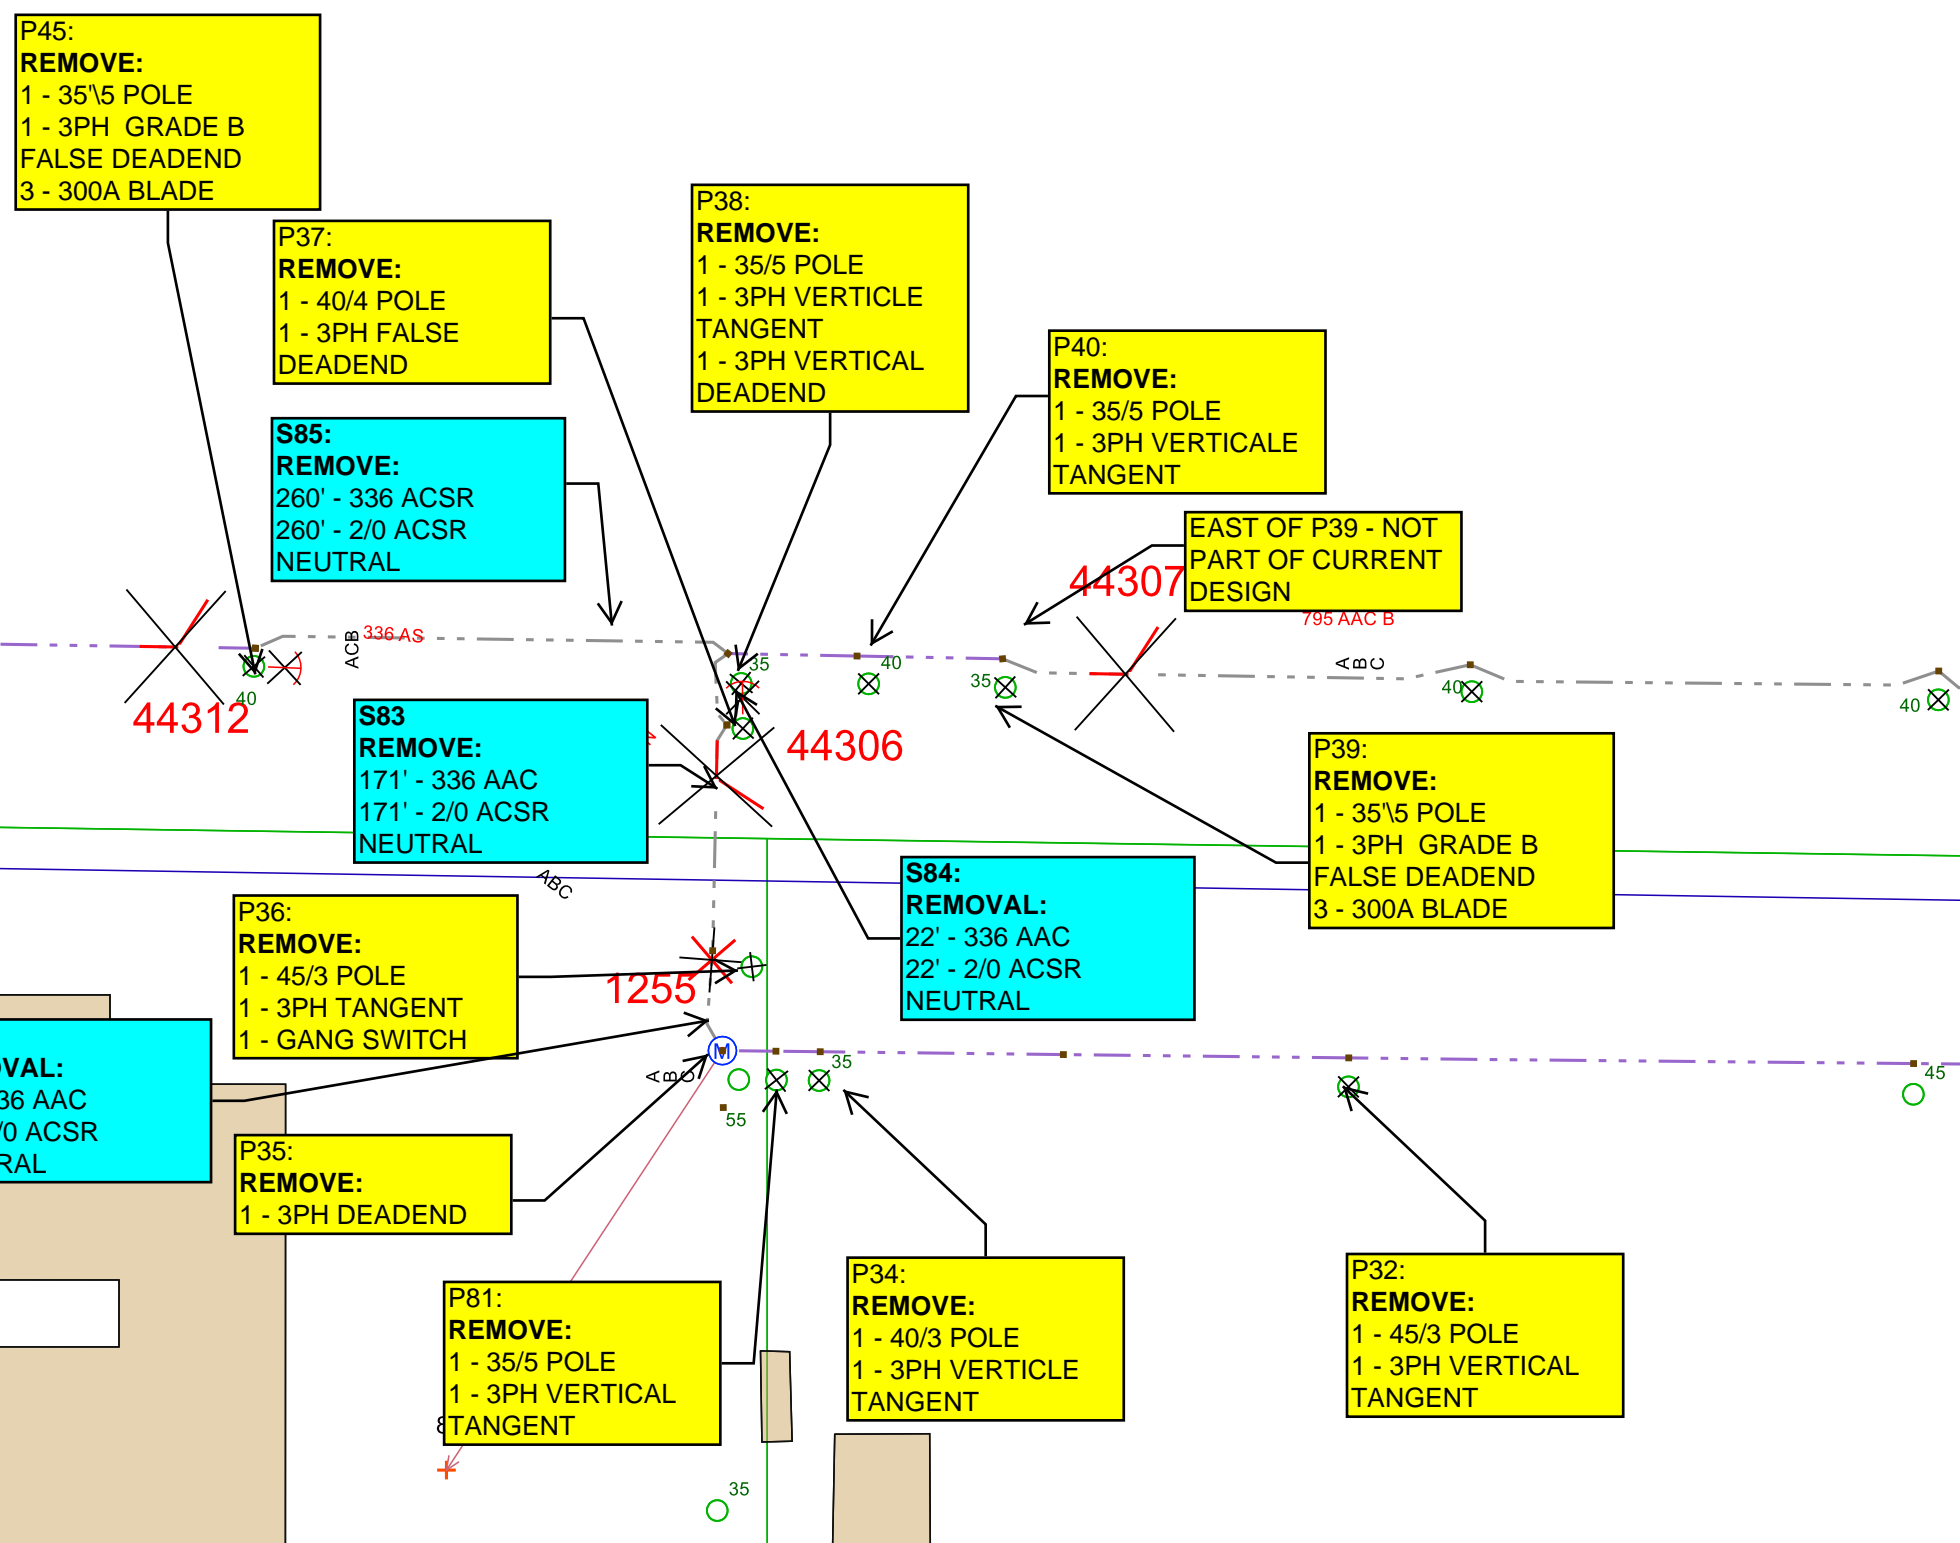 P45:
REMOVE:
1 - 35'\5 POLE
1 - 3PH  GRADE B
FALSE DEADEND
3 - 300A BLADE
P37:
REMOVE:
1 - 40/4 POLE
1 - 3PH FALSE
DEADEND
P38:
REMOVE:
1 - 35/5 POLE
1 - 3PH VERTICLE
TANGENT
1 - 3PH VERTICAL
DEADEND
P40:
REMOVE:
1 - 35/5 POLE
1 - 3PH VERTICALE
TANGENT
S85:
REMOVE:
260' - 336 ACSR
260' - 2/0 ACSR
NEUTRAL
EAST OF P39 - NOT
PART OF CURRENT
DESIGN
44307
795 AAC B
336 AS
ACB
ABC
35
40
35
40
40
40
44312
44306
S83
REMOVE:
171' - 336 AAC
171' - 2/0 ACSR
NEUTRAL
P39:
REMOVE:
1 - 35'\5 POLE
1 - 3PH  GRADE B
FALSE DEADEND
3 - 300A BLADE
S84:
REMOVAL:
22' - 336 AAC
22' - 2/0 ACSR
NEUTRAL
ABC
P36:
REMOVE:
1 - 45/3 POLE
1 - 3PH TANGENT
1 - GANG SWITCH
1255
OVAL:
36 AAC
/0 ACSR
RAL
M
ABC
35
45
55
P35:
REMOVE:
1 - 3PH DEADEND
P81:
REMOVE:
1 - 35/5 POLE
1 - 3PH VERTICAL
TANGENT
P34:
REMOVE:
1 - 40/3 POLE
1 - 3PH VERTICLE
TANGENT
P32:
REMOVE:
1 - 45/3 POLE
1 - 3PH VERTICAL
TANGENT
35